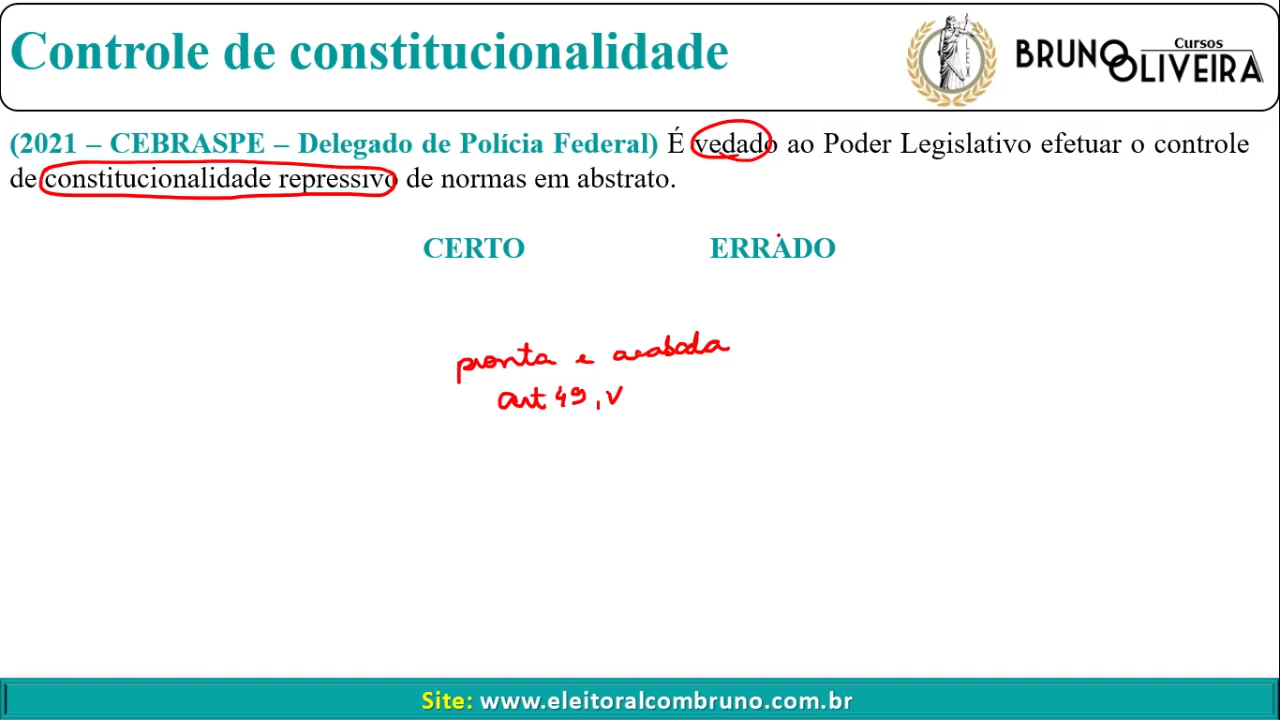 Controle de constitucionalidade
LEX
Cursos
BRUNO OLIVEIRA
(2021 – CEBRASPE – Delegado de Polícia Federal) É vedado ao Poder Legislativo efetuar o controle
de constitucionalidade repressivo de normas em abstrato.
CERTO ERRADO
pronta e acabada
art 49, V
Site: www.eleitoralcombruno.com.br